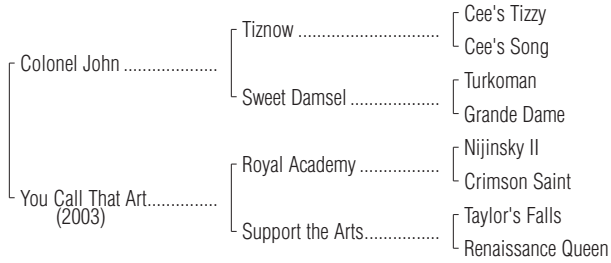 Cee's Tizzy
Tiznow ........................
Cee's Song
Colonel John ....................
Turkoman
Sweet Damsel ...................
Grande Dame
Nijinsky II
Royal Academy .................
Crimson Saint
You Call That Art...............
(2003)
Taylor's Falls
Support the Arts................
Renaissance Queen